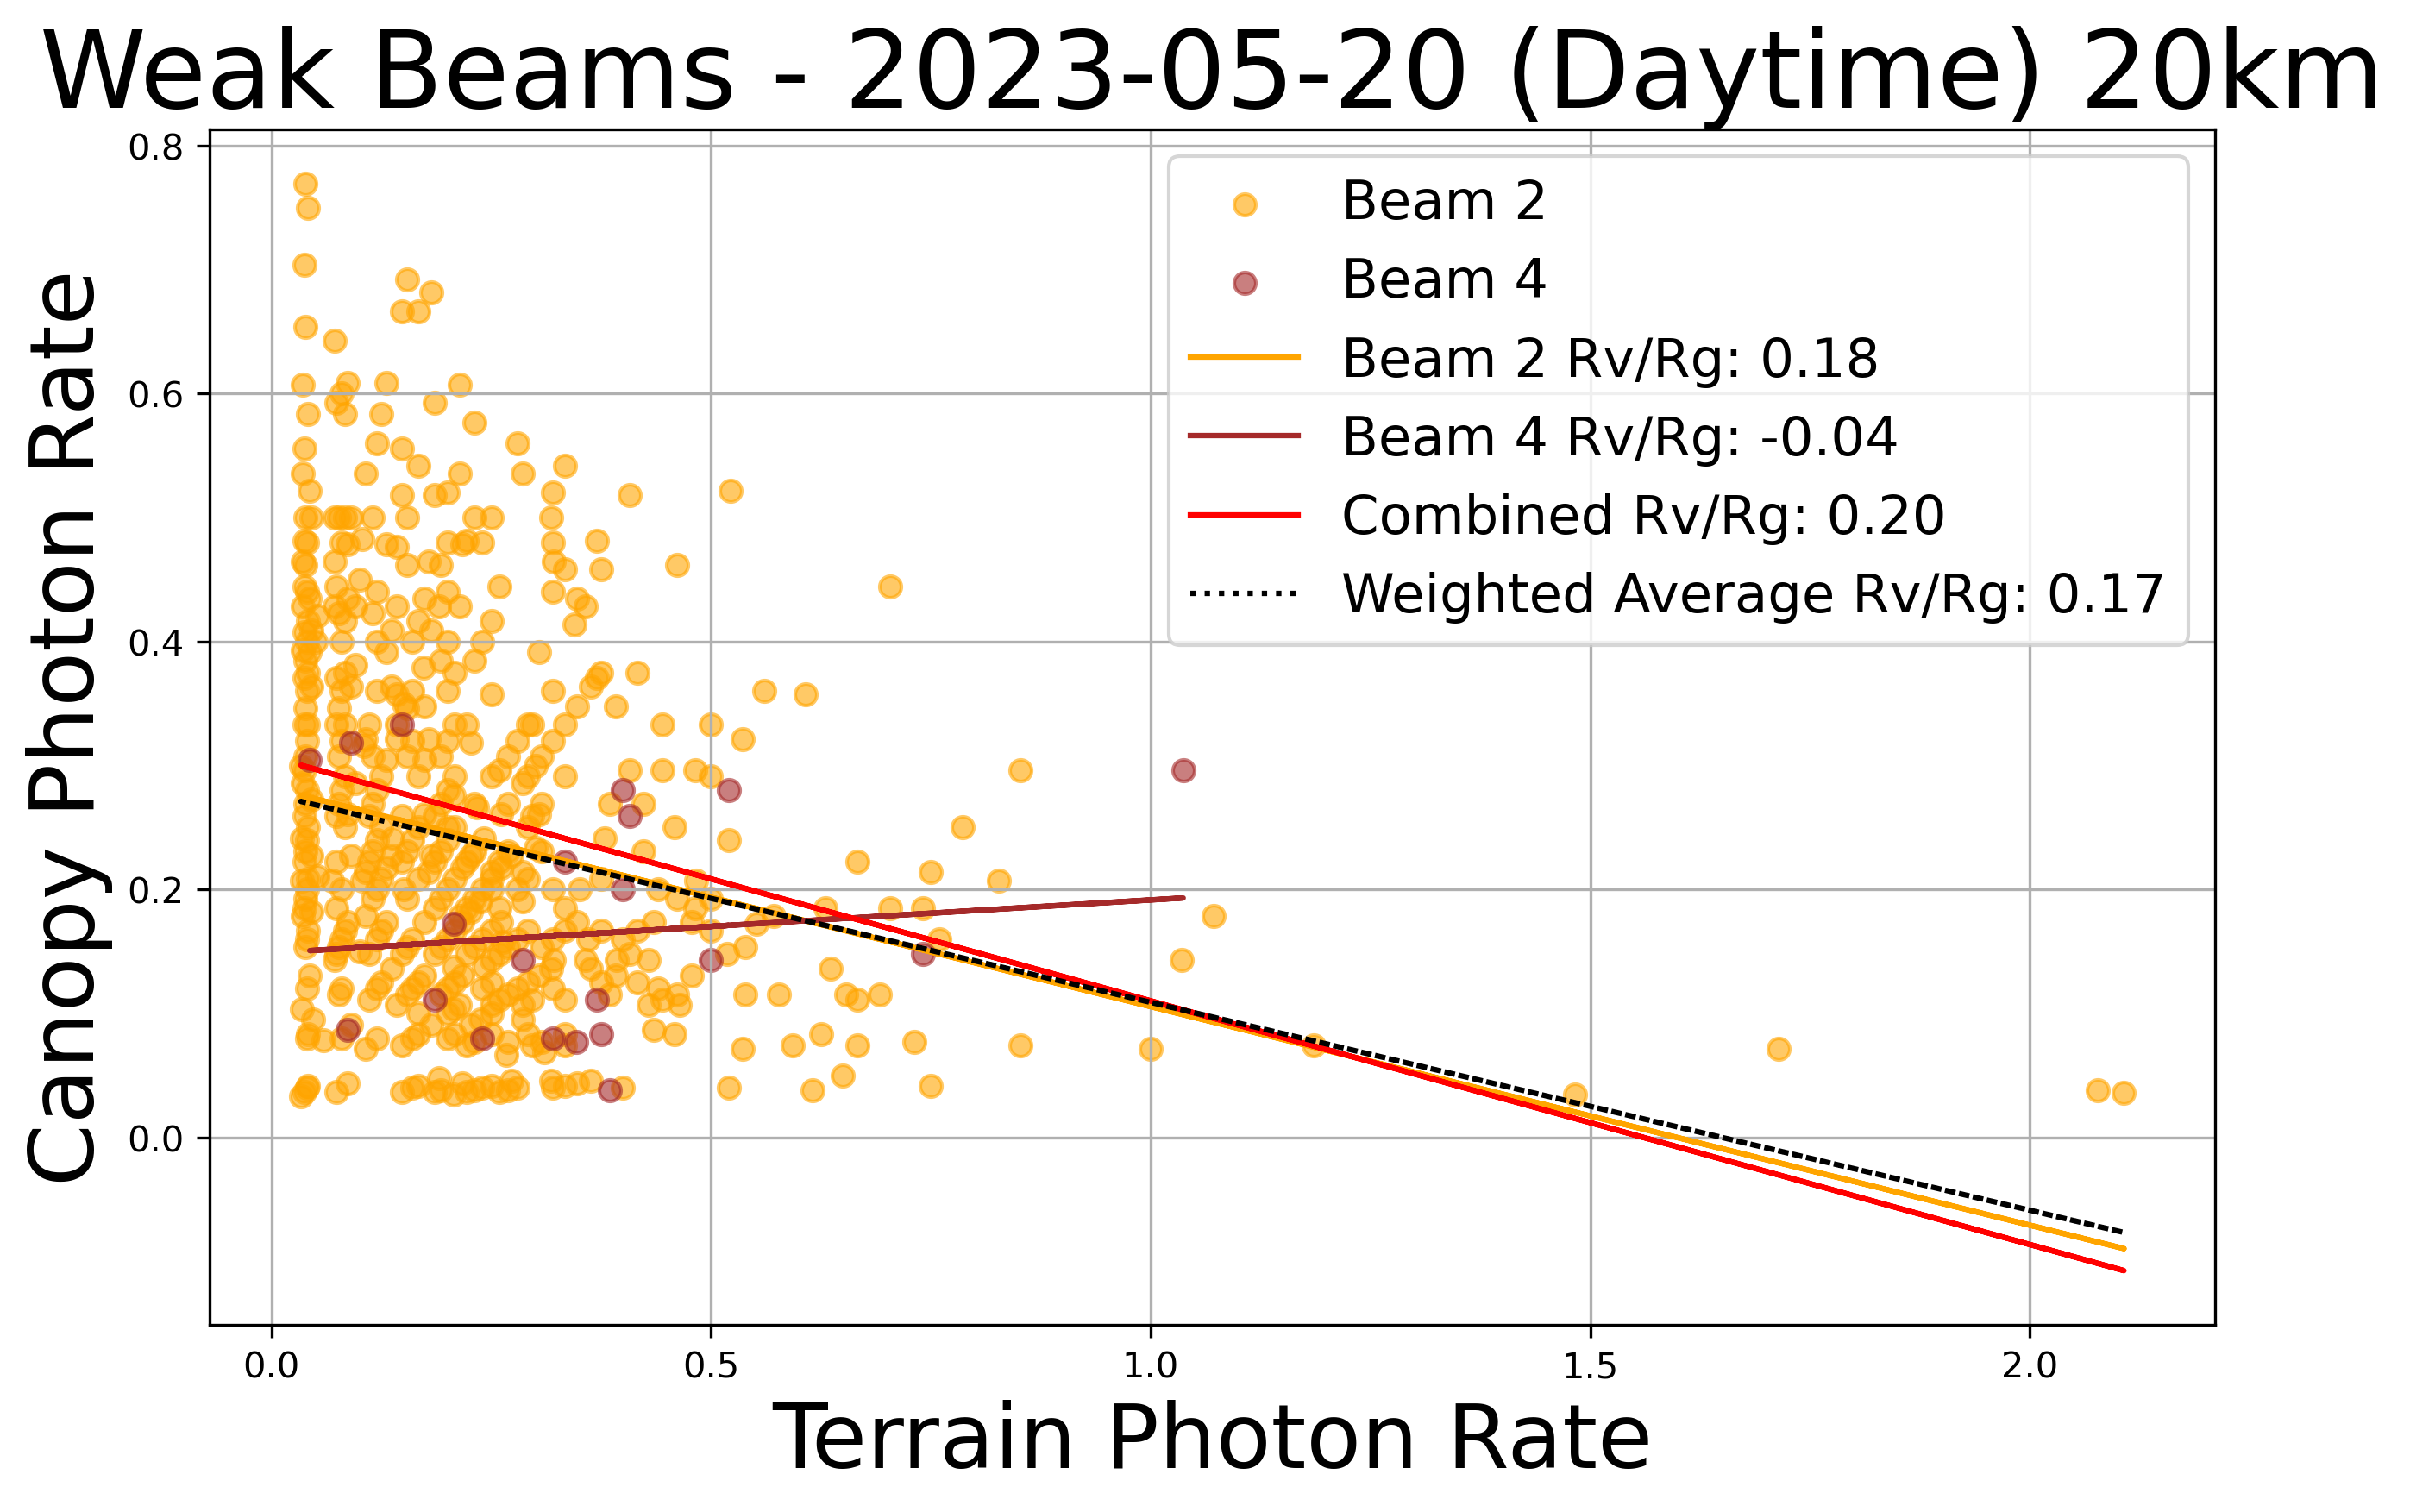 Weak Beams - 2023-05-20 (Daytime) 20km
Canopy Photon Rate
0.8
0.6
0.4
0.2
0.0
Beam 2
Beam 4
Beam 2 Rv/Rg: 0.18
Beam 4 Rv/Rg: -0.04
Combined Rv/Rg: 0.20
Weighted Average Rv/Rg: 0.17
0.0 0.5 1.0 1.5 2.0
Terrain Photon Rate